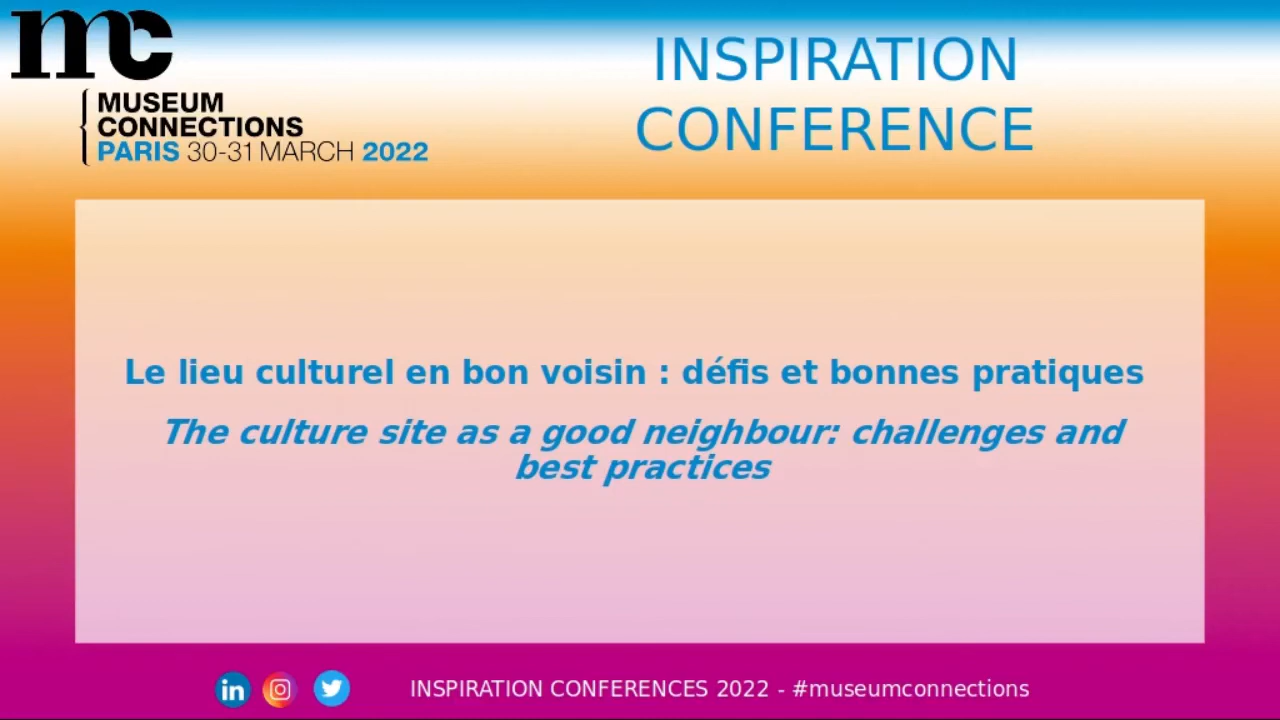 mc
MUSEUM
CONNECTIONS
PARIS 30-31 MARCH 2022
INSPIRATION
CONFERENCE
Le lieu culturel en bon voisin : défis et bonnes pratiques
The culture site as a good neighbour: challenges and
best practices
in
INSPIRATION CONFERENCES 2022 - #museumconnections